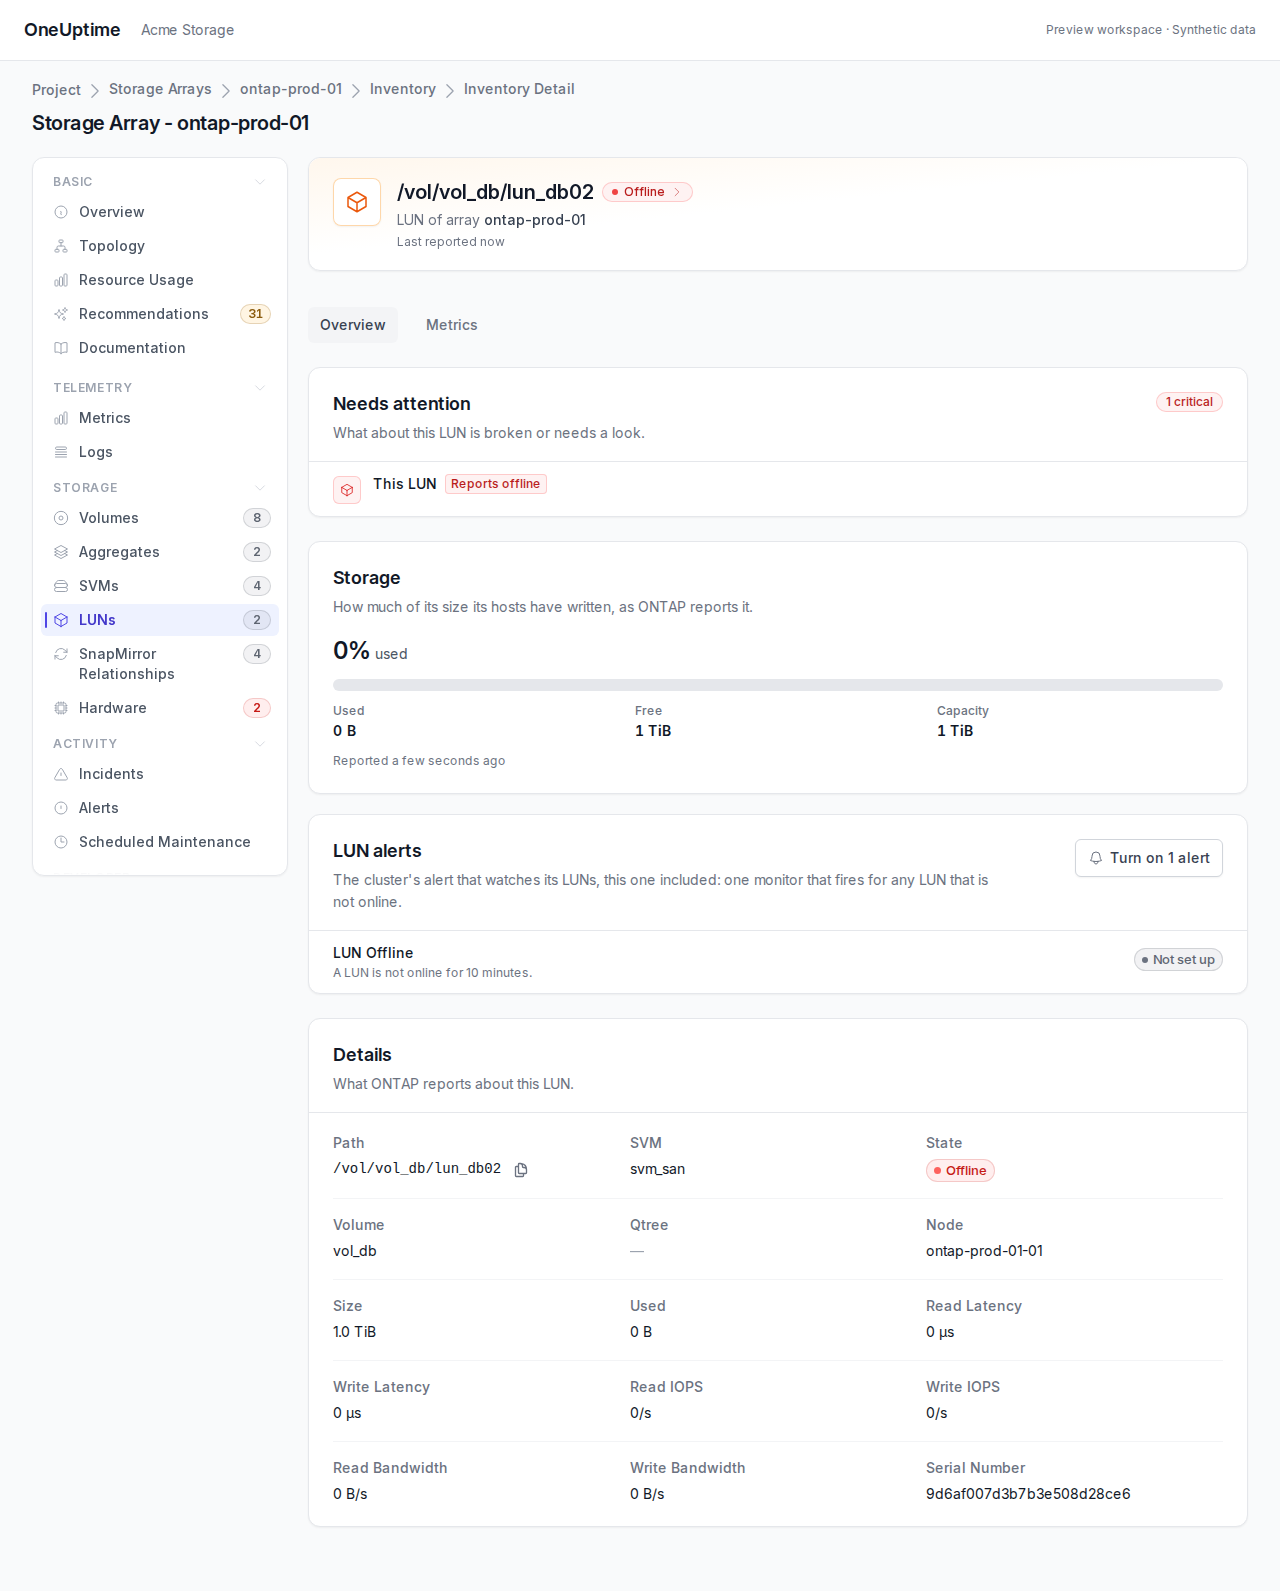 OneUptime
Acme Storage
Preview workspace · Synthetic data
Project
Storage Arrays
ontap-prod-01
Inventory
Inventory Detail
Storage Array - ontap-prod-01
BASIC
Overview
Topology
Resource Usage
Recommendations
31
Documentation
TELEMETRY
Metrics
Logs
STORAGE
Volumes
8
Aggregates
2
SVMs
4
LUNs
2
SnapMirror
Relationships
4
Hardware
2
ACTIVITY
Incidents
Alerts
Scheduled Maintenance
/vol/vol_db/lun_db02
Offline
LUN of array ontap-prod-01
Last reported now
Overview
Metrics
Needs attention
1 critical
What about this LUN is broken or needs a look.
This LUN
Reports offline
Storage
How much of its size its hosts have written, as ONTAP reports it.
0% used
Used
Free
Capacity
0 B
1 TiB
1 TiB
Reported a few seconds ago
LUN alerts
Turn on 1 alert
The cluster's alert that watches its LUNs, this one included: one monitor that fires for any LUN that is
not online.
LUN Offline
Not set up
A LUN is not online for 10 minutes.
Details
What ONTAP reports about this LUN.
Path
SVM
State
/vol/vol_db/lun_db02
svm_san
Offline
Volume
Qtree
Node
vol_db
—
ontap-prod-01-01
Size
Used
Read Latency
1.0 TiB
0 B
0 µs
Write Latency
Read IOPS
Write IOPS
0 µs
0/s
0/s
Read Bandwidth
Write Bandwidth
Serial Number
0 B/s
0 B/s
9d6af007d3b7b3e508d28ce6